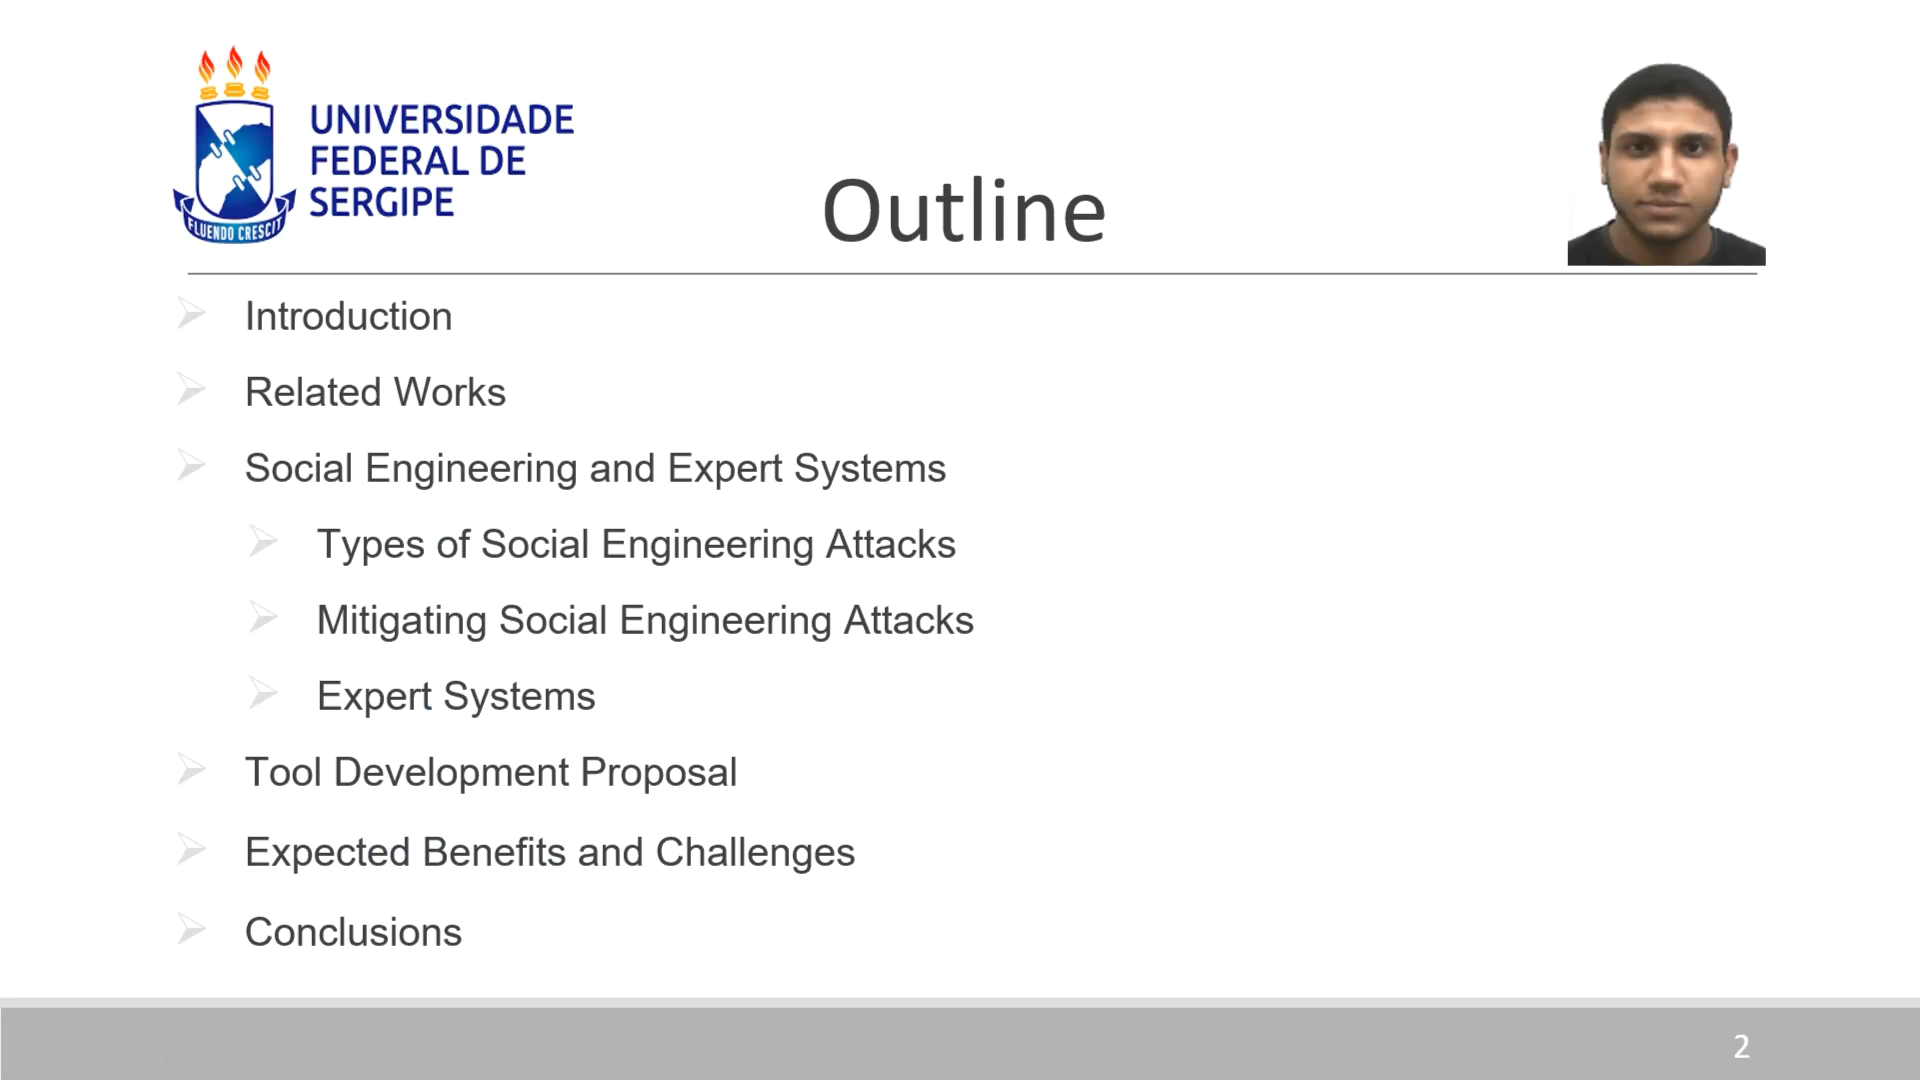 UNIVERSIDADE
FEDERAL DE
SERGIPE
FLUENDO CRESCIT
Outline
Introduction
Related Works
Social Engineering and Expert Systems
Types of Social Engineering Attacks
Mitigating Social Engineering Attacks
Expert Systems
Tool Development Proposal
Expected Benefits and Challenges
Conclusions
2